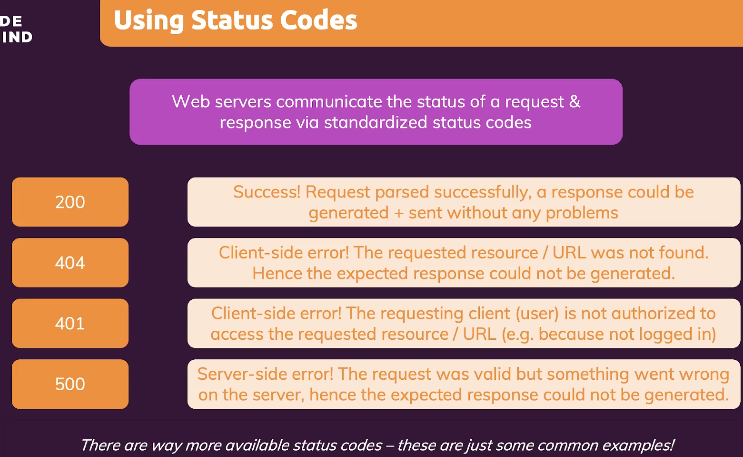 DE
IND
Using Status Codes
Web servers communicate the status of a request &
response via standardized status codes
200
Success! Request parsed successfully, a response could be
generated + sent without any problems
404
Client-side error! The requested resource / URL was not found.
Hence the expected response could not be generated.
401
Client-side error! The requesting client (user) is not authorized to
access the requested resource / URL (e.g. because not logged in)
500
Server-side error! The request was valid but something went wrong
on the server, hence the expected response could not be generated.
There are way more available status codes – these are just some common examples!